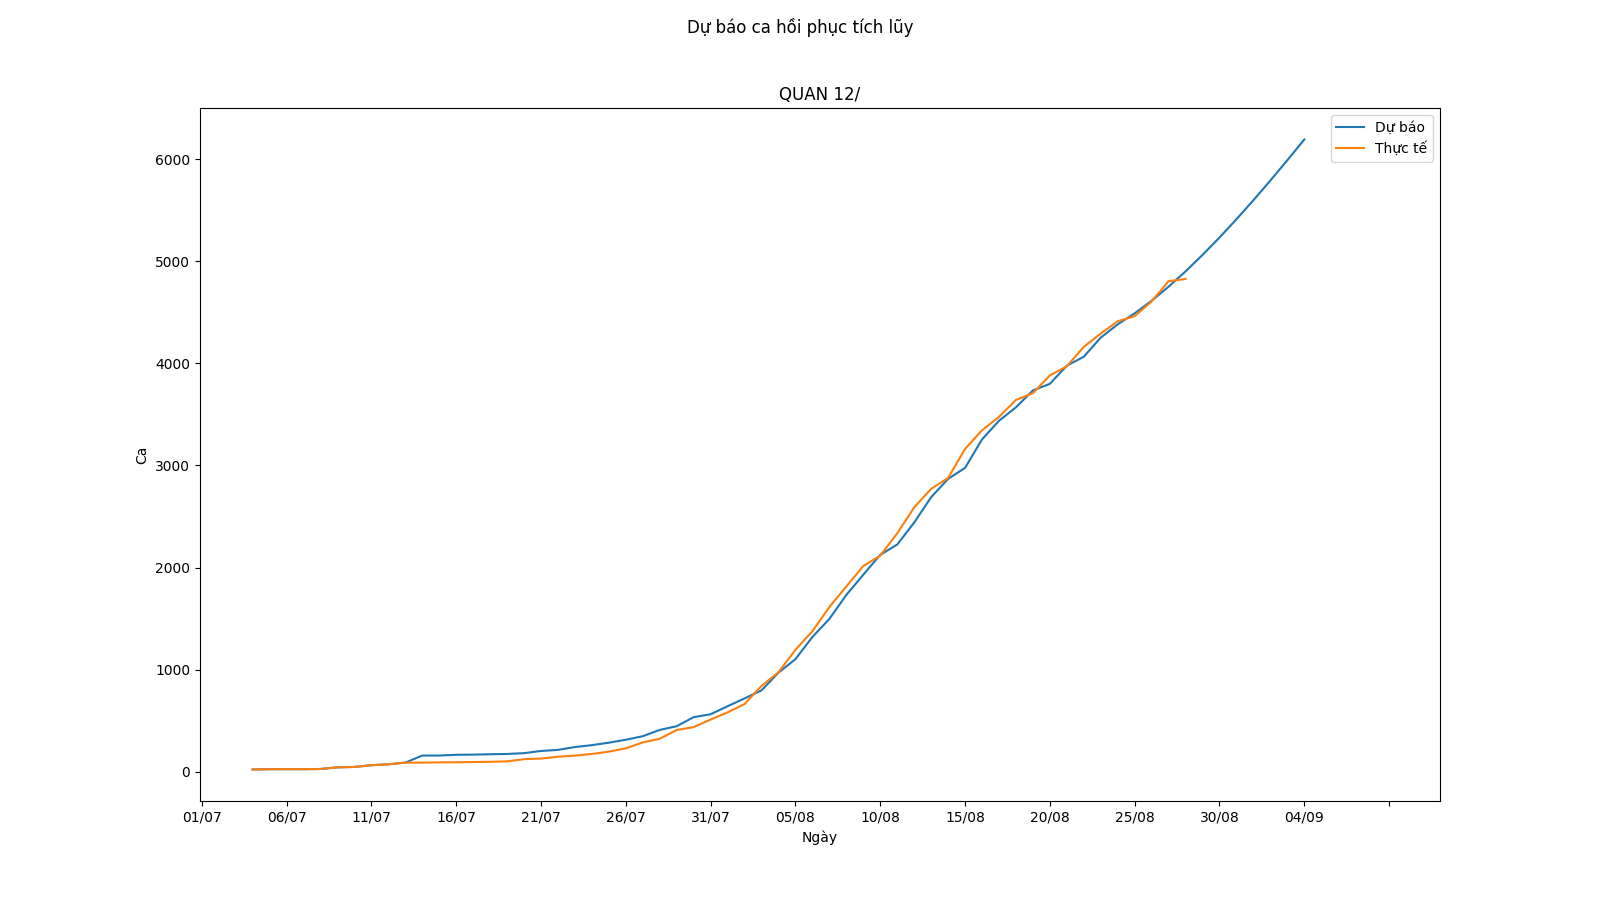 Dự báo ca hồi phục tích lũy
QUAN 12/
Dự báo
Thực tế
6000
5000
4000
3000
2000
1000
0
Ca
01/07 06/07 11/07 16/07 21/07 26/07 31/07 05/08 10/08 15/08 20/08 25/08 30/08 04/09
Ngày